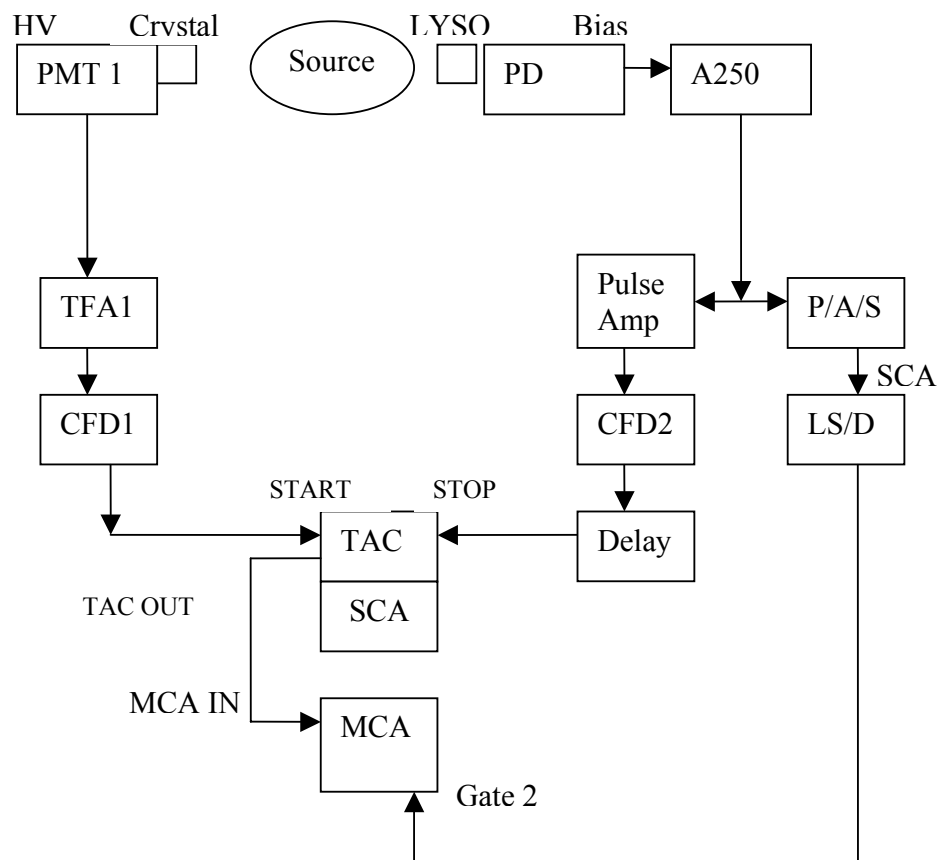 HV
Crystal
LYSO
Bias
PMT 1
Source
PD
A250
TFA1
Pulse
Amp
P/A/S
SCA
CFD1
CFD2
LS/D
START
STOP
TAC
Delay
TAC OUT
SCA
MCA IN
MCA
Gate 2